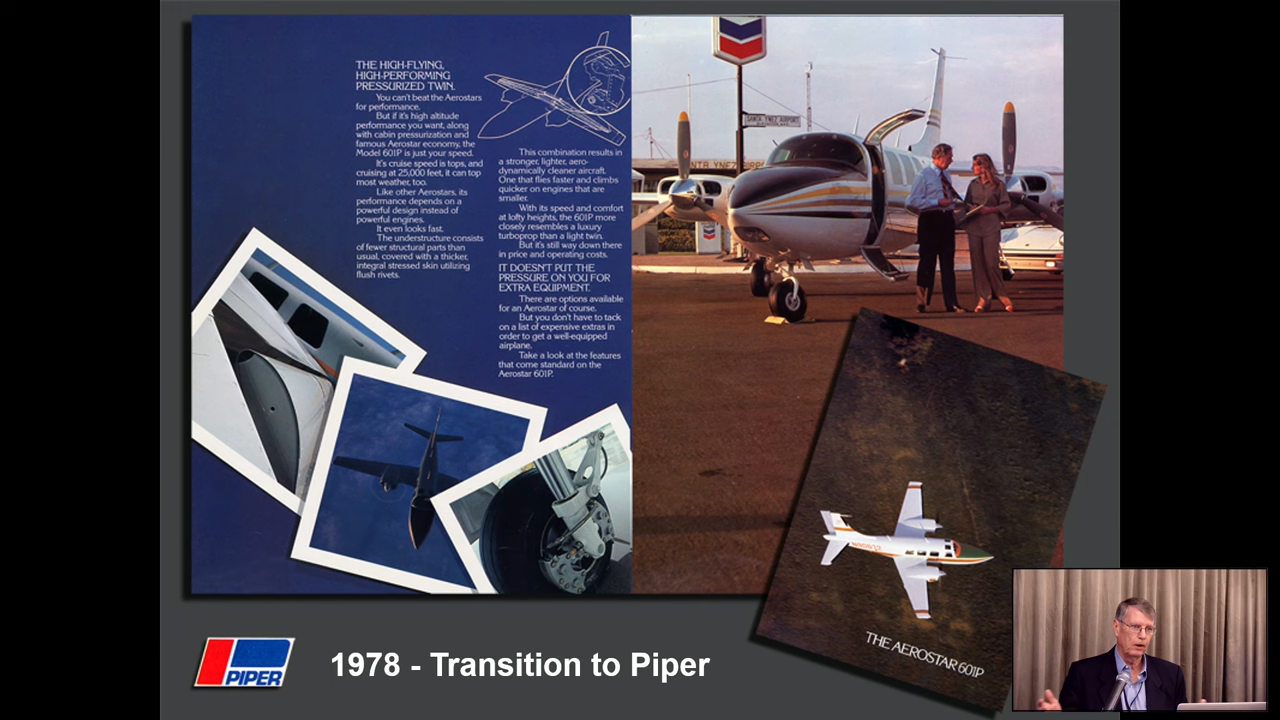 THE HIGH-FLYING,
HIGH-PERFORMING
PRESSURIZED TWIN.
You can't beat the Aerostars
for performance.
But if it's high altitude
performance you want, along
with cabin pressurization and
famous Aerostar economy, the
Model 601P is just your speed.
It's cruise speed is tops, and
cruising at 25,000 feet, it can top
most weather, too.
Like other Aerostars, its
performance depends on a
powerful design instead of
powerful engines.
It even looks fast.
The understructure consists
of fewer structural parts than
usual, covered with a thicker,
integral stressed skin utilizing
flush rivets.
This combination results in
a stronger, lighter, aero-
dynamically cleaner aircraft.
One that flies faster and climbs
quicker on engines that are
smaller.
With its speed and comfort
at lofty heights, the 601P more
closely resembles a luxury
turboprop than a light twin.
But it's still way down there
in price and operating costs.
IT DOESN'T PUT THE
PRESSURE ON YOU FOR
EXTRA EQUIPMENT.
There are options available
for an Aerostar of course.
But you don't have to tack
on a list of expensive extras in
order to get a well-equipped
airplane.
Take a look at the features
that come standard on the
Aerostar 601P.
SANTA YNEZ AIRPORT
THE AEROSTAR 601P
PIPER
1978 - Transition to Piper